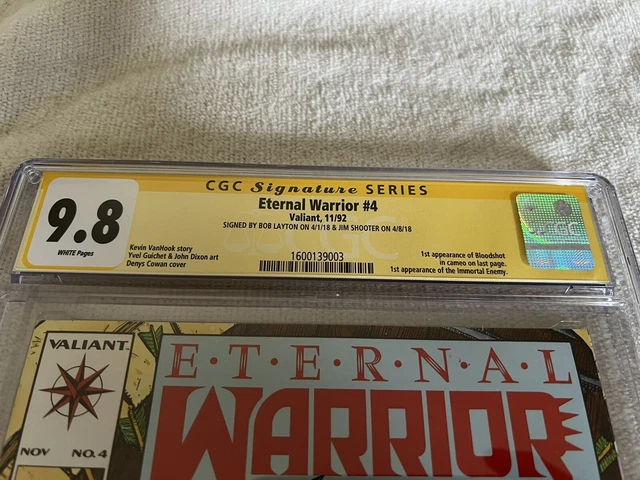 CGC Signature SERIES
Eternal Warrior #4
Valiant, 11/92
SIGNED BY BOB LAYTON ON 4/1/18 & JIM SHOOTER ON 4/8/18
9.8
WHITE Pages
Kevin VanHook story
Yvel Guichet & John Dixon art
Denys Cowan cover
1600139003
1st appearance of Bloodshot
in cameo on last page.
1st appearance of the Immortal Enemy.
CGC
CGC
VALIANT
NOV NO. 4
E·T·E·R·N·A·L
WARRIOR